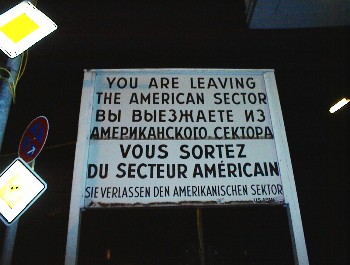 YOU ARE LEAVING
THE AMERICAN SECTOR
ВЫ ВЫЕЗЖАЕТЕ ИЗ
АМЕРИКАНСКОГО СЕКТОРА
VOUS SORTEZ
DU SECTEUR AMÉRICAIN
SIE VERLASSEN DEN AMERIKANISCHEN SEKTOR